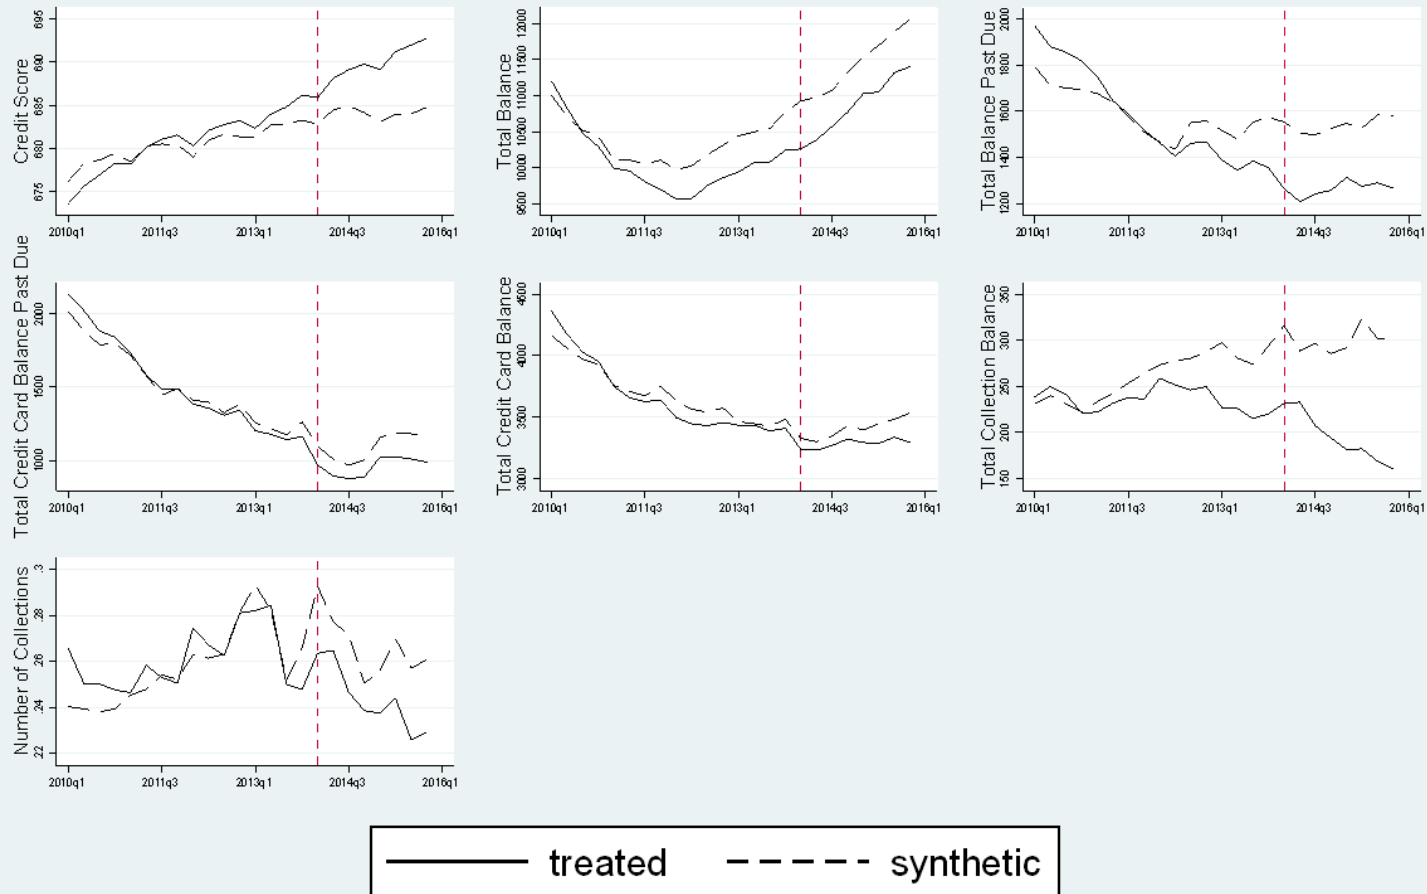 Credit Score
695
690
685
680
675
2010q1 2011q3 2013q1 2014q3 2016q1
Total Balance
12000
11500
11000
10500
10000
9500
2010q1 2011q3 2013q1 2014q3 2016q1
Total Balance Past Due
2000
1800
1600
1400
1200
2010q1 2011q3 2013q1 2014q3 2016q1
Total Credit Card Balance Past Due
2000
1500
1000
2010q1 2011q3 2013q1 2014q3 2016q1
Total Credit Card Balance
4500
4000
3500
3000
2010q1 2011q3 2013q1 2014q3 2016q1
Total Collection Balance
350
300
250
200
150
2010q1 2011q3 2013q1 2014q3 2016q1
Number of Collections
.3
.28
.26
.24
.22
2010q1 2011q3 2013q1 2014q3 2016q1
treated synthetic